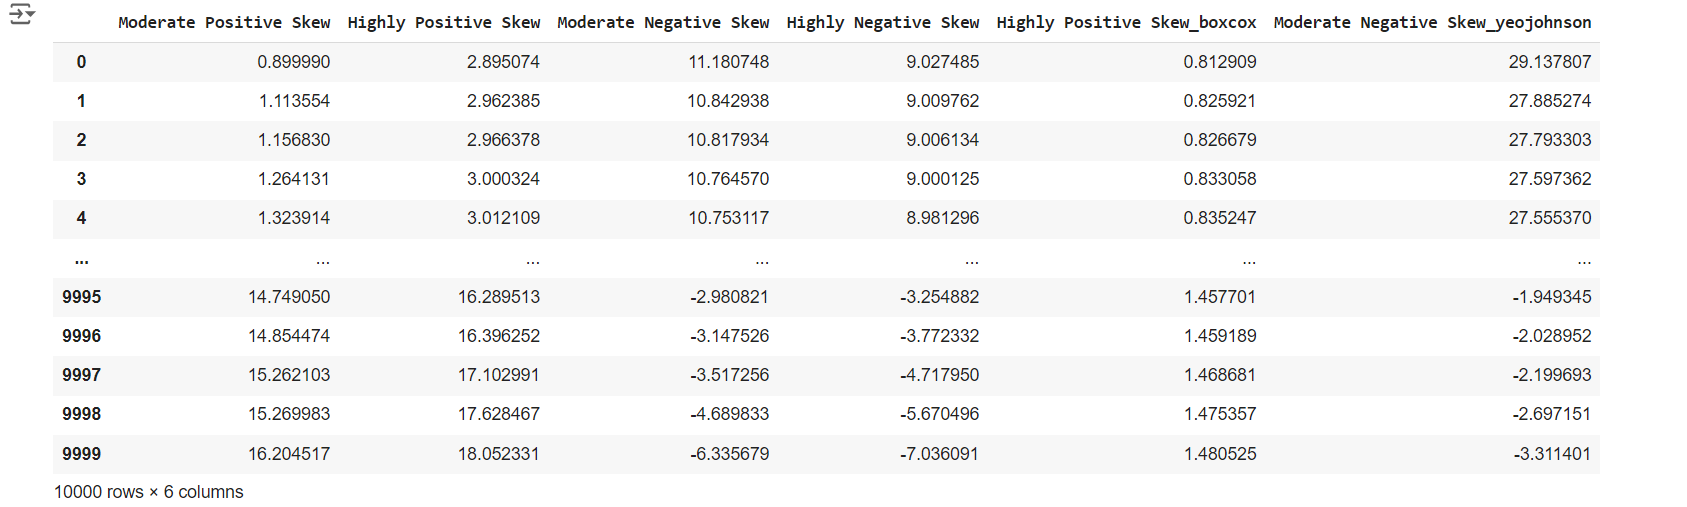 Moderate Positive Skew Highly Positive Skew Moderate Negative Skew Highly Negative Skew Highly Positive Skew_boxcox Moderate Negative Skew_yeojohnson
0 0.899990 2.895074 11.180748 9.027485 0.812909 29.137807
1 1.113554 2.962385 10.842938 9.009762 0.825921 27.885274
2 1.156830 2.966378 10.817934 9.006134 0.826679 27.793303
3 1.264131 3.000324 10.764570 9.000125 0.833058 27.597362
4 1.323914 3.012109 10.753117 8.981296 0.835247 27.555370
... ... ... ... ... ... ...
9995 14.749050 16.289513 -2.980821 -3.254882 1.457701 -1.949345
9996 14.854474 16.396252 -3.147526 -3.772332 1.459189 -2.028952
9997 15.262103 17.102991 -3.517256 -4.717950 1.468681 -2.199693
9998 15.269983 17.628467 -4.689833 -5.670496 1.475357 -2.697151
9999 16.204517 18.052331 -6.335679 -7.036091 1.480525 -3.311401
10000 rows × 6 columns